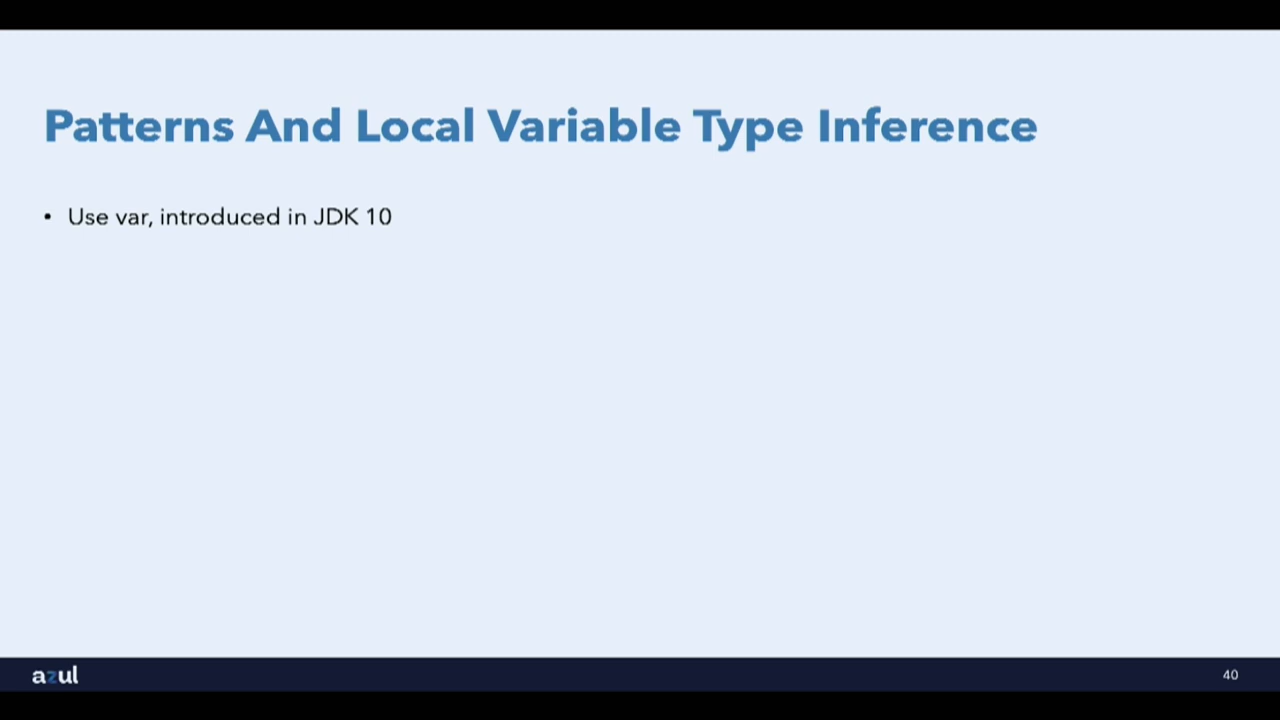 Patterns And Local Variable Type Inference
• Use var, introduced in JDK 10
azul
40